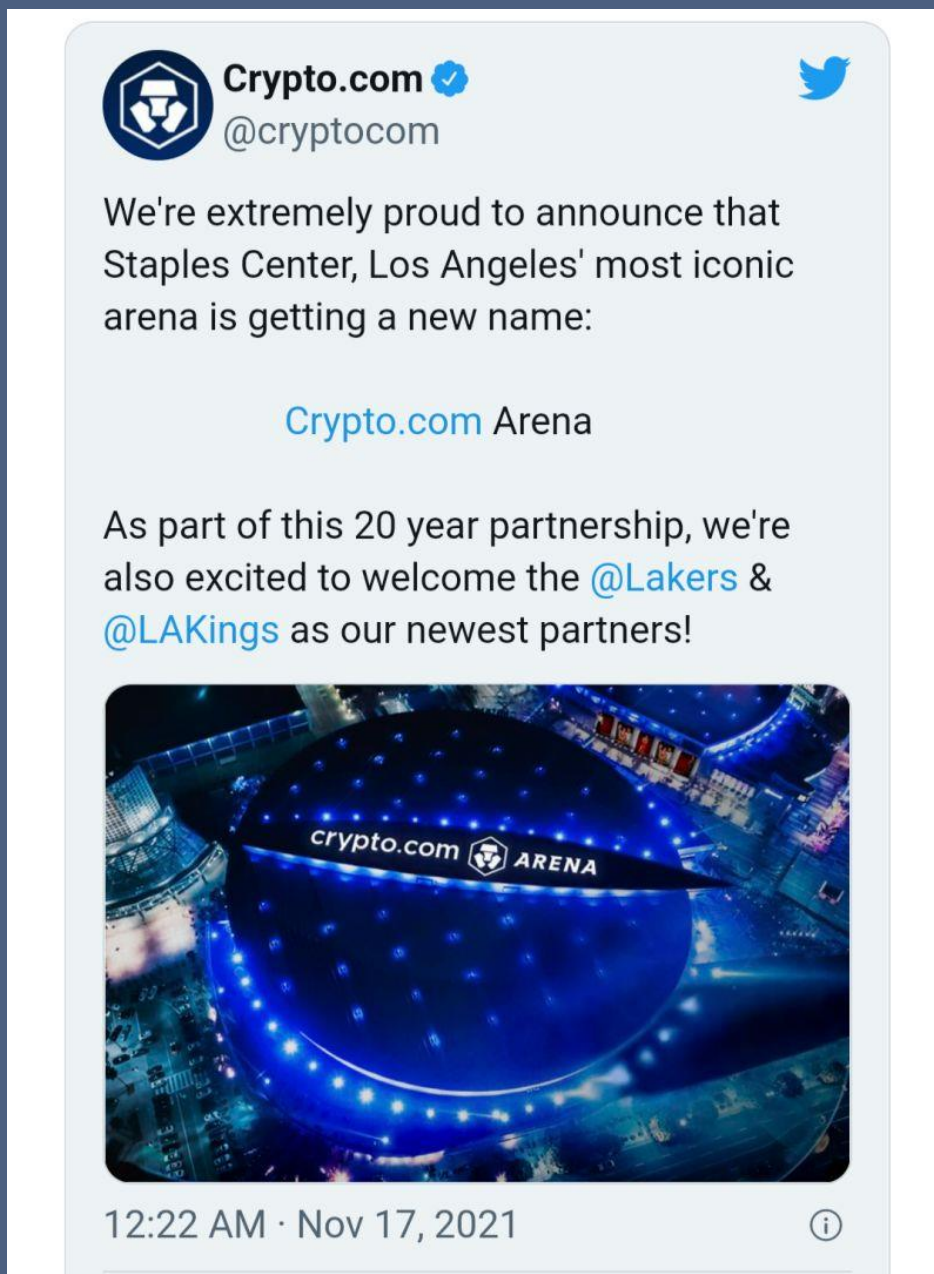 Crypto.com
@cryptocom
We're extremely proud to announce that
Staples Center, Los Angeles' most iconic
arena is getting a new name:
Crypto.com Arena
As part of this 20 year partnership, we're
also excited to welcome the @Lakers &
@LAKings as our newest partners!
crypto.com ARENA
12:22 AM · Nov 17, 2021